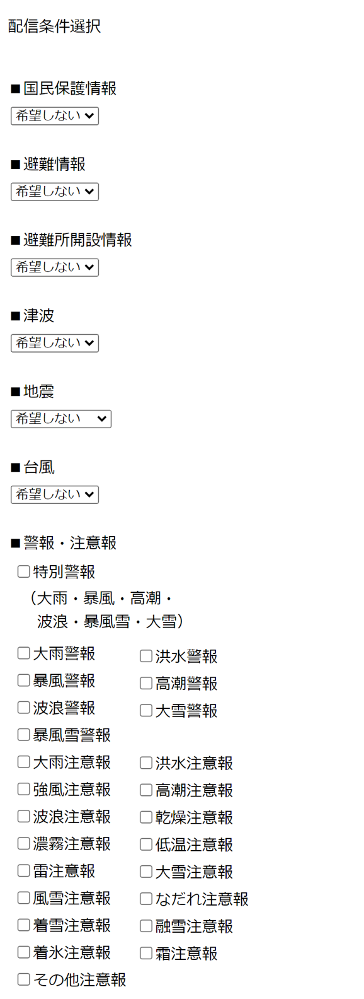 配信条件選択
■国民保護情報
希望しない
■避難情報
希望しない
■避難所開設情報
希望しない
■津波
希望しない
■地震
希望しない
■台風
希望しない
■警報・注意報
特別警報
（大雨・暴風・高潮・
波浪・暴風雪・大雪）
大雨警報 洪水警報
暴風警報 高潮警報
波浪警報 大雪警報
暴風雪警報
大雨注意報 洪水注意報
強風注意報 高潮注意報
波浪注意報 乾燥注意報
濃霧注意報 低温注意報
雷注意報 大雪注意報
風雪注意報 なだれ注意報
着雪注意報 融雪注意報
着氷注意報 霜注意報
その他注意報